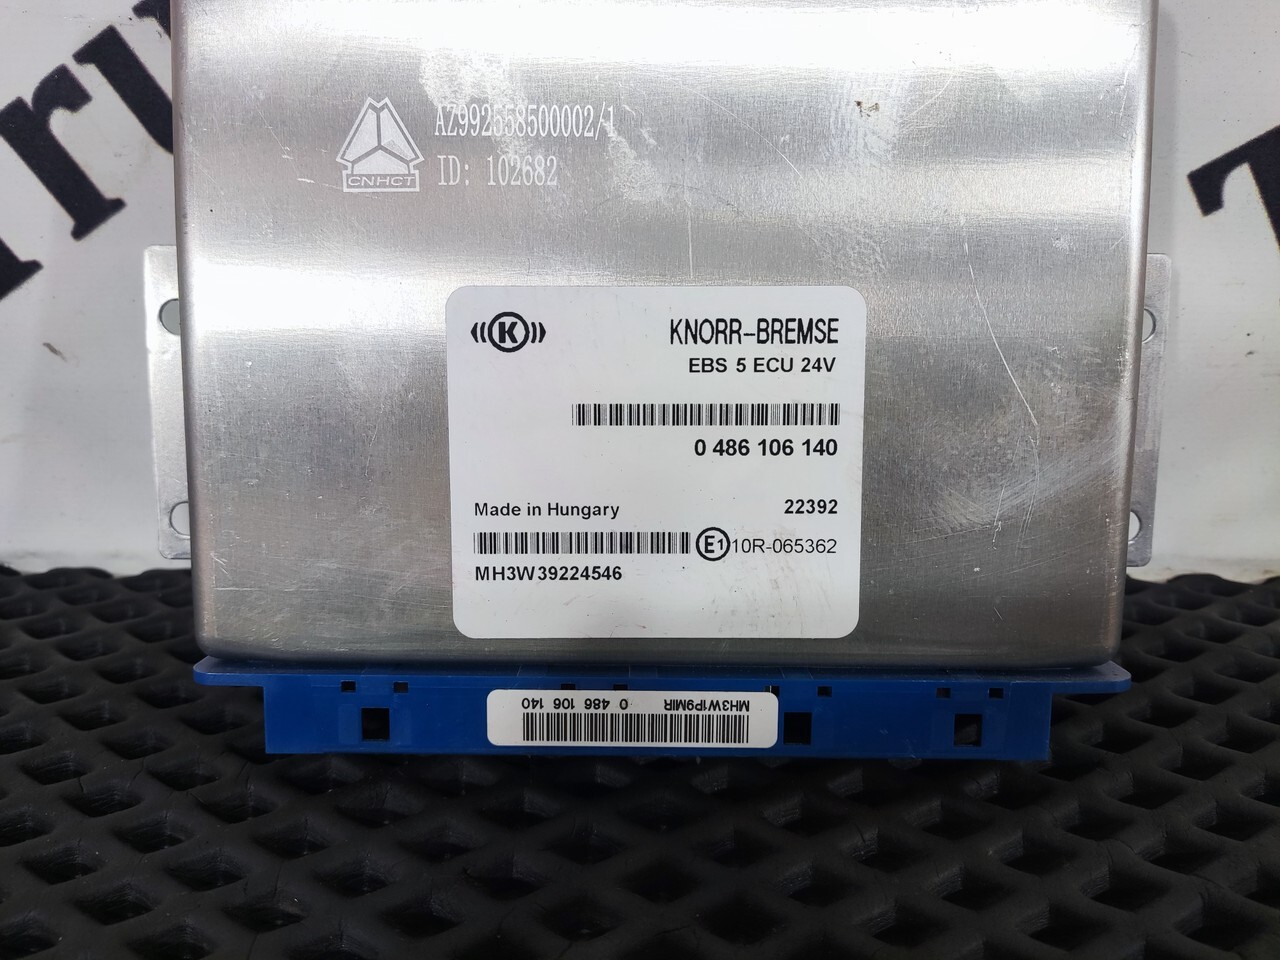 AZ992558500002/1
ID: 102682
CNHCT
K
KNORR-BREMSE
EBS 5 ECU 24V
0 486 106 140
Made in Hungary 22392
E1 10R-065362
MH3W39224546
MH3W1P9MIR 0 486 106 140